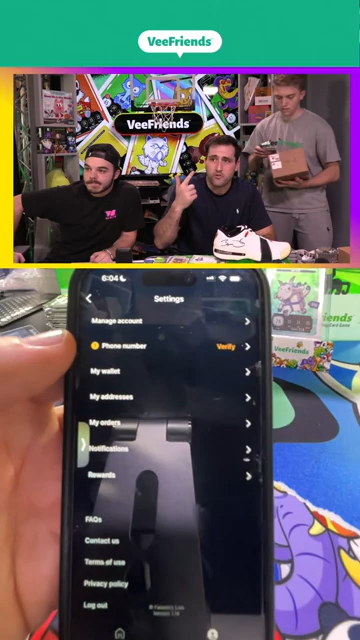 VeeFriends
VeeFriends
6:04
Settings
Manage account
Phone number
Verify
My wallet
My addresses
My orders
Notifications
Rewards
FAQs
Contact us
Terms of use
Privacy policy
Log out
VeeFriends